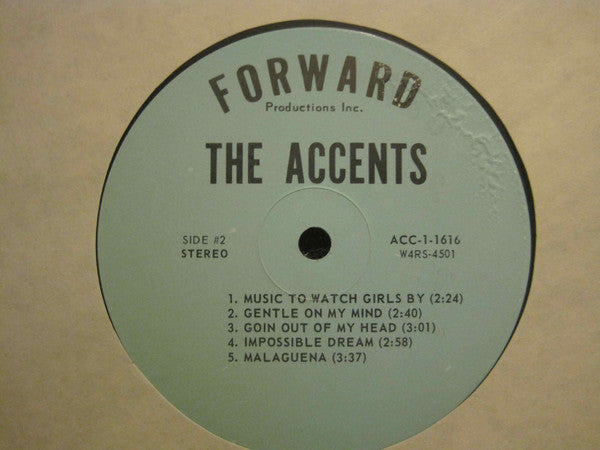 FORWARD
Productions Inc.
THE ACCENTS
SIDE #2
STEREO
ACC-1-1616
W4RS-4501
1. MUSIC TO WATCH GIRLS BY (2:24)
2. GENTLE ON MY MIND (2:40)
3. GOIN OUT OF MY HEAD (3:01)
4. IMPOSSIBLE DREAM (2:58)
5. MALAGUENA (3:37)